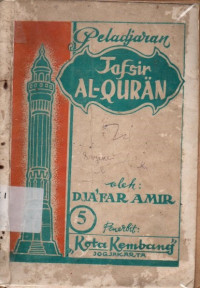 Peladjaran
Tafsir
AL-QURÄN
oleh:
DJA'FAR AMIR
5
Penerbit:
"Kota Kembang"
JOGJAKARTA